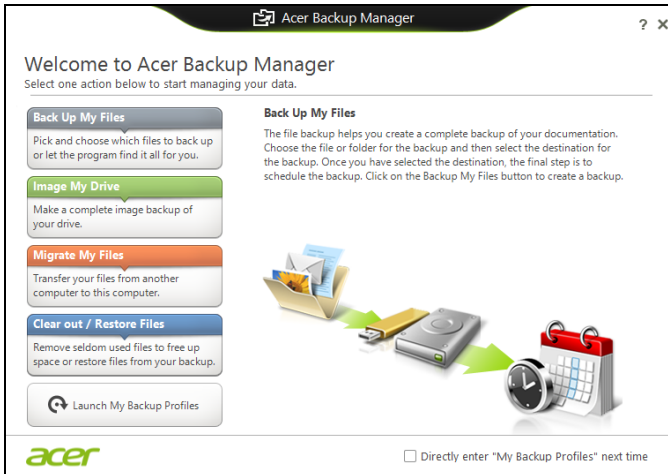 Acer Backup Manager
? X
Welcome to Acer Backup Manager
Select one action below to start managing your data.
Back Up My Files
Pick and choose which files to back up
or let the program find it all for you.
Image My Drive
Make a complete image backup of
your drive.
Migrate My Files
Transfer your files from another
computer to this computer.
Clear out / Restore Files
Remove seldom used files to free up
space or restore files from your backup.
Launch My Backup Profiles
Back Up My Files
The file backup helps you create a complete backup of your documentation.
Choose the file or folder for the backup and then select the destination for
the backup. Once you have selected the destination, the final step is to
schedule the backup. Click on the Backup My Files button to create a backup.
acer
Directly enter "My Backup Profiles" next time